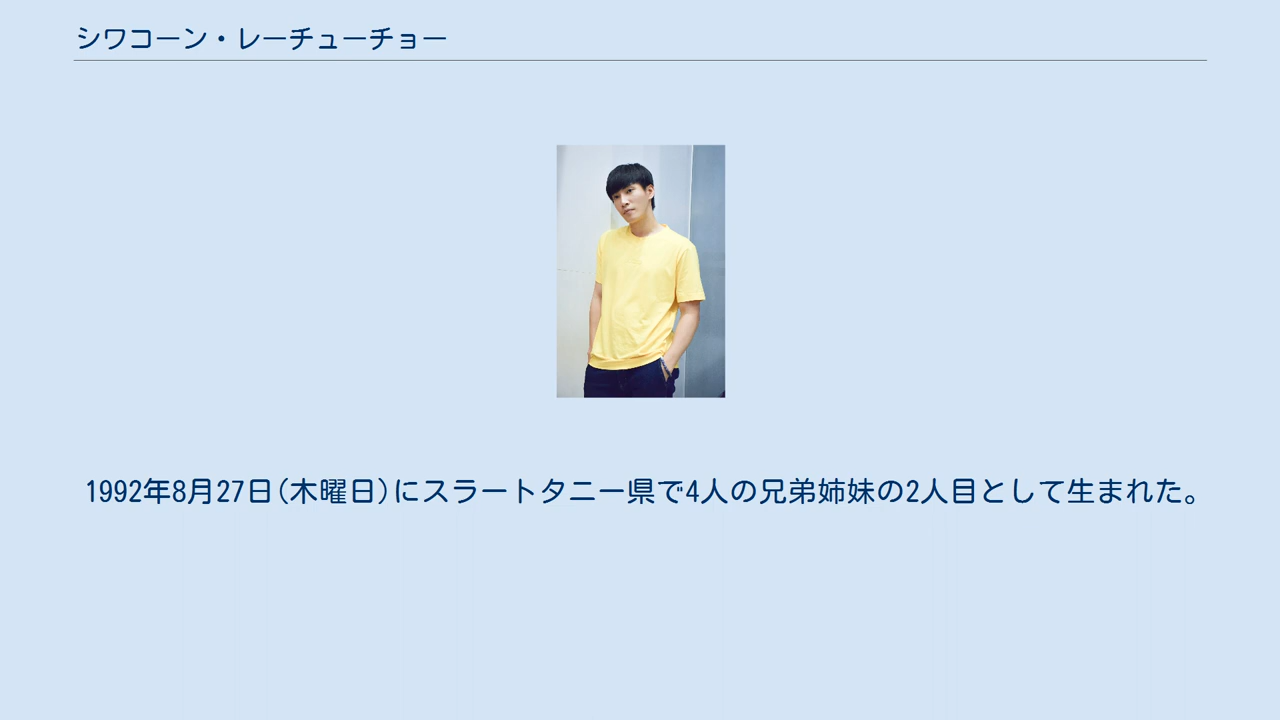 シワコーン・レーチューチョー
1992年8月27日(木曜日)にスラートタニー県で4人の兄弟姉妹の2人目として生まれた。